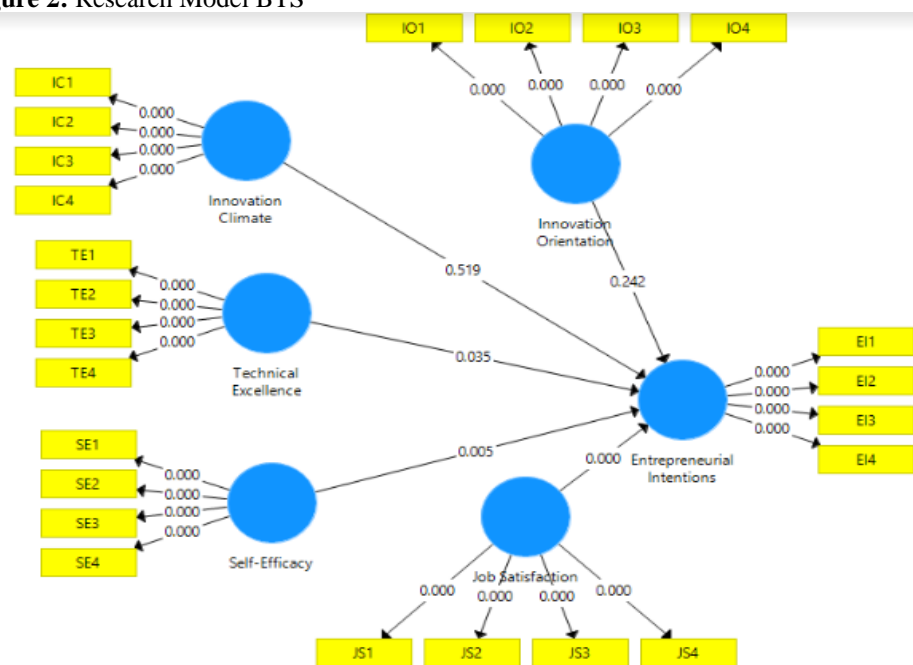 gure 2: Research Model BTS
IO1
IO2
IO3
IO4
0.000
0.000
0.000
0.000
Innovation
Orientation
0.242
IC1
IC2
IC3
IC4
0.000
0.000
0.000
0.000
Innovation
Climate
0.519
TE1
TE2
TE3
TE4
0.000
0.000
0.000
0.000
Technical
Excellence
0.035
SE1
SE2
SE3
SE4
0.000
0.000
0.000
0.000
Self-Efficacy
0.005
0.000
Entrepreneurial
Intentions
0.000
0.000
0.000
0.000
EI1
EI2
EI3
EI4
Job Satisfaction
0.000
0.000
0.000
0.000
JS1
JS2
JS3
JS4